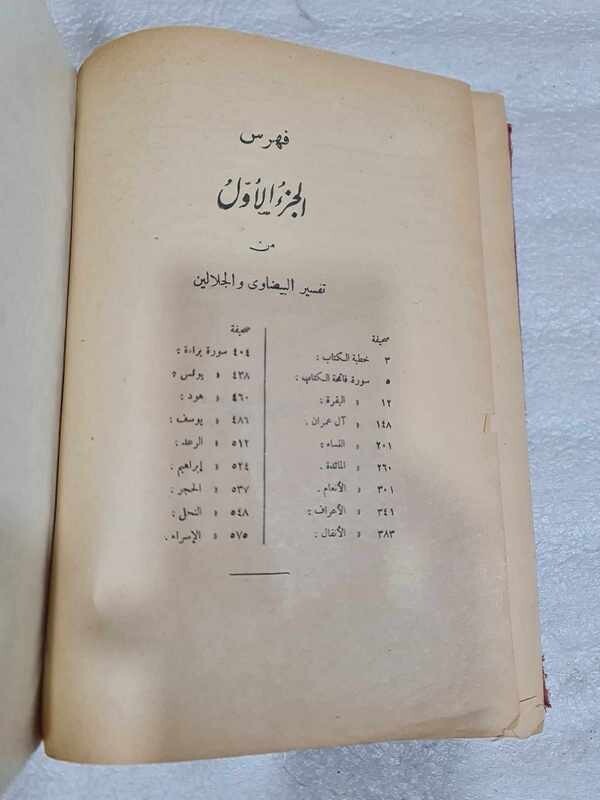 فهرس
الجزء الأول
من
تفسير البيضاوى والجلالين
صحيفة
٣ خطبة الكتاب :
٥ سورة فاتحة الكتاب :
١٢ » البقرة :
١٤٨ » آل عمران .
٢٠١ » النساء :
٢٦٠ » المائدة .
٣٠١ » الأنعام .
٣٤١ » الأعراف :
٣٨٣ » الأنفال :
صحيفة
٤٠٤ سورة براءة :
٤٣٨ » يونس :
٤٦٠ » هود :
٤٨٦ » يوسف :
٥١٢ » الرعد :
٥٢٤ » إبراهيم .
٥٣٧ » الحجر .
٥٤٨ » النحل :
٥٧٥ » الإسراء .